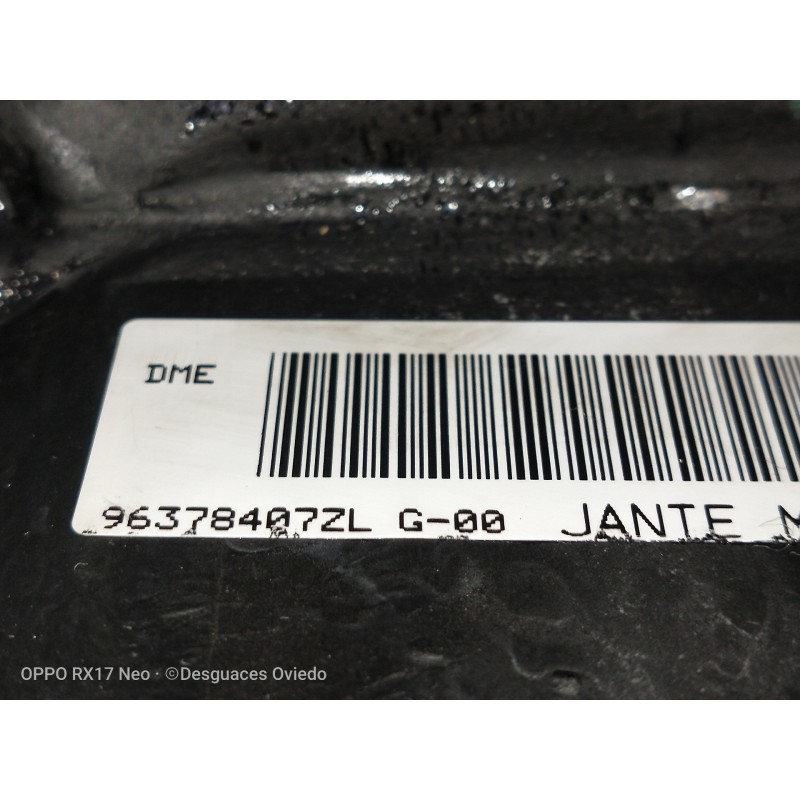 DME
96378407ZL G-00 JANTE M
OPPO RX17 Neo · ©Desguaces Oviedo